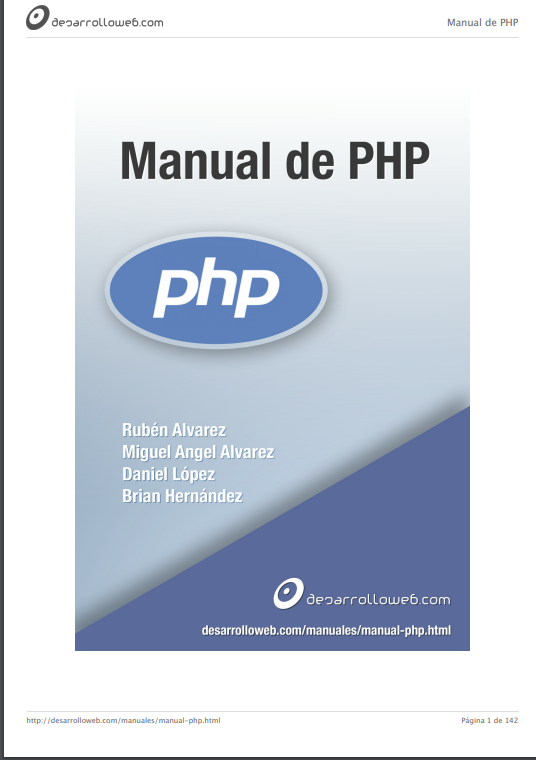 desarrolloweb.com
Manual de PHP
Manual de PHP
php
Rubén Alvarez
Miguel Angel Alvarez
Daniel López
Brian Hernández
desarrolloweb.com
desarrolloweb.com/manuales/manual-php.html
http://desarrolloweb.com/manuales/manual-php.html
Página 1 de 142